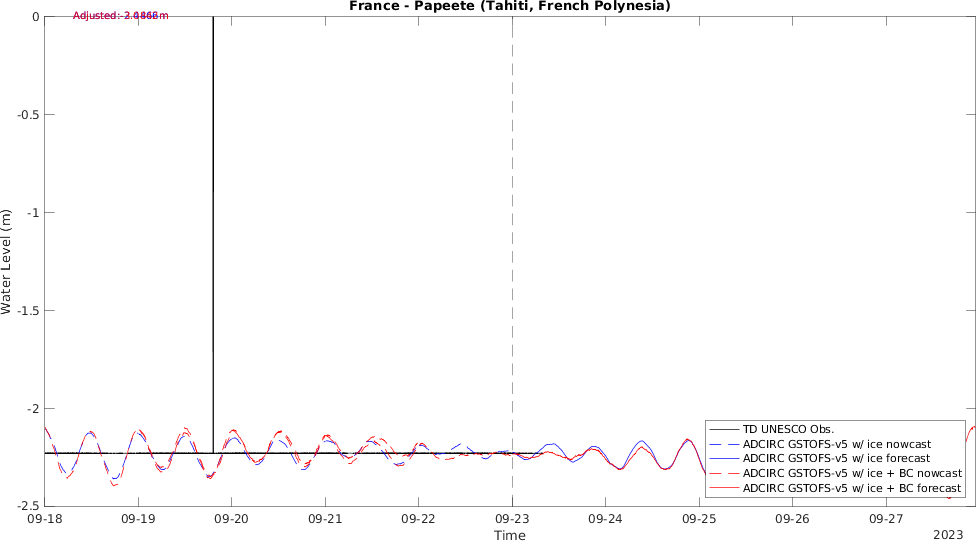 France - Papeete (Tahiti, French Polynesia)
Adjusted:
0
-0.5
-1
-1.5
-2
-2.5
Water Level (m)
09-18 09-19 09-20 09-21 09-22 09-23 09-24 09-25 09-26 09-27
Time
2023
TD UNESCO Obs.
ADCIRC GSTOFS-v5 w/ ice nowcast
ADCIRC GSTOFS-v5 w/ ice forecast
ADCIRC GSTOFS-v5 w/ice + BC nowcast
ADCIRC GSTOFS-v5 w/ice + BC forecast